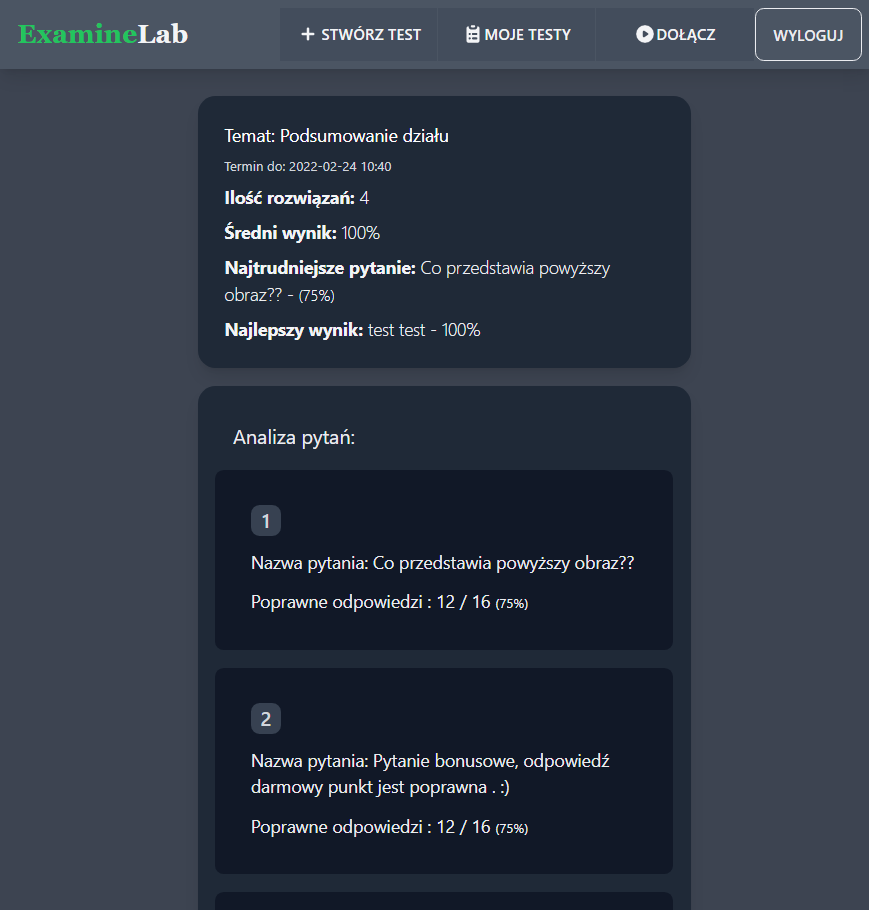 ExamineLab
STWÓRZ TEST
MOJE TESTY
DOŁĄCZ
WYLOGUJ
Temat: Podsumowanie działu
Termin do: 2022-02-24 10:40
Ilość rozwiązań: 4
Średni wynik: 100%
Najtrudniejsze pytanie: Co przedstawia powyższy
obraz?? - (75%)
Najlepszy wynik: test test - 100%
Analiza pytań:
1
Nazwa pytania: Co przedstawia powyższy obraz??
Poprawne odpowiedzi : 12 / 16 (75%)
2
Nazwa pytania: Pytanie bonusowe, odpowiedź
darmowy punkt jest poprawna . :)
Poprawne odpowiedzi : 12 / 16 (75%)